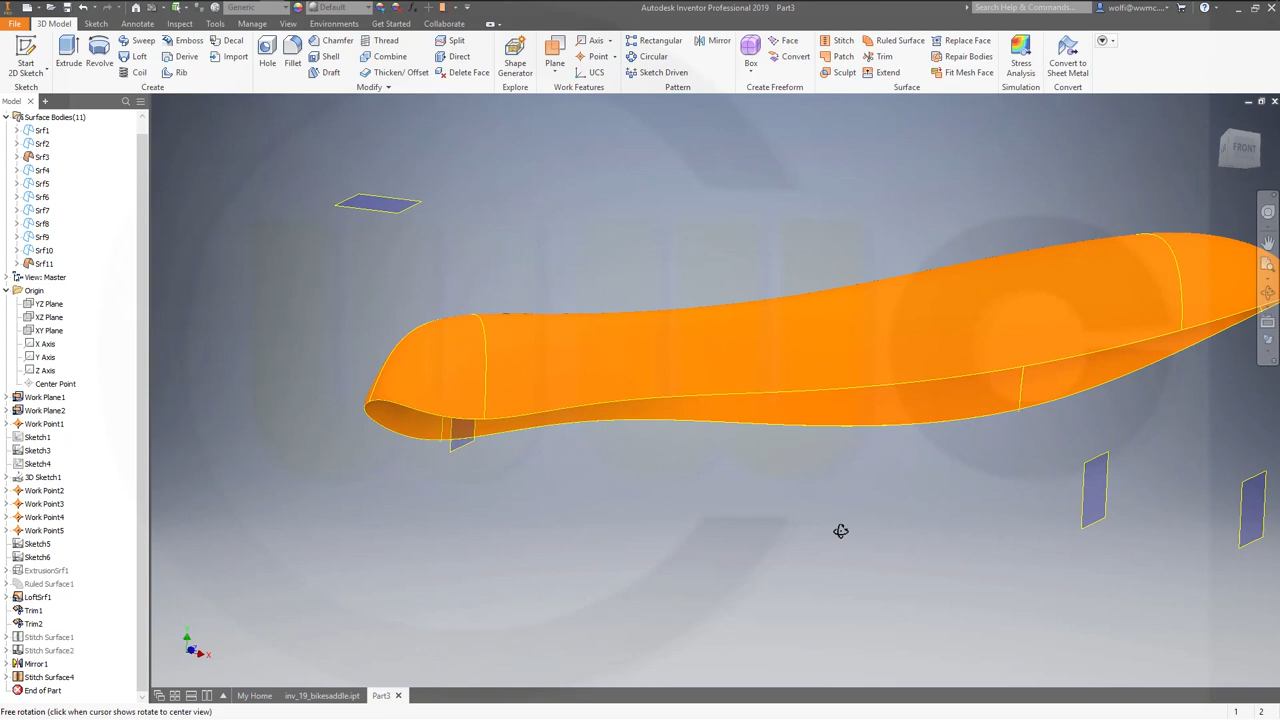 Generic Default Autodesk Inventor Professional 2019 Part3 Search Help & Commands... wolfi@wwmc...
File 3D Model Sketch Annotate Inspect Tools Manage View Environments Get Started Collaborate
Start 2D Sketch
Extrude
Revolve
Sweep Emboss Decal
Loft Derive Import
Coil Rib
Create
Hole
Fillet
Chamfer Thread Split
Shell Combine Direct
Draft Thicken/ Offset Delete Face
Modify
Shape Generator
Explore
Plane
Axis
Point
UCS
Work Features
Rectangular Mirror
Circular
Sketch Driven
Pattern
Box
Face
Convert
Create Freeform
Stitch Ruled Surface Replace Face
Patch Trim Repair Bodies
Sculpt Extend Fit Mesh Face
Surface
Stress Analysis
Simulation
Convert to Sheet Metal
Convert
Model
Surface Bodies(11)
Srf1
Srf2
Srf3
Srf4
Srf5
Srf6
Srf7
Srf8
Srf9
Srf10
Srf11
View: Master
Origin
YZ Plane
XZ Plane
XY Plane
X Axis
Y Axis
Z Axis
Center Point
Work Plane1
Work Plane2
Work Point1
Sketch1
Sketch3
Sketch4
3D Sketch1
Work Point2
Work Point3
Work Point4
Work Point5
Sketch5
Sketch6
ExtrusionSrf1
Ruled Surface1
LoftSrf1
Trim1
Trim2
Stitch Surface1
Stitch Surface2
Mirror1
Stitch Surface4
End of Part
FRONT
X
My Home inv_19_bikesaddle.ipt Part3
Free rotation (click when cursor shows rotate to center view) 1 2